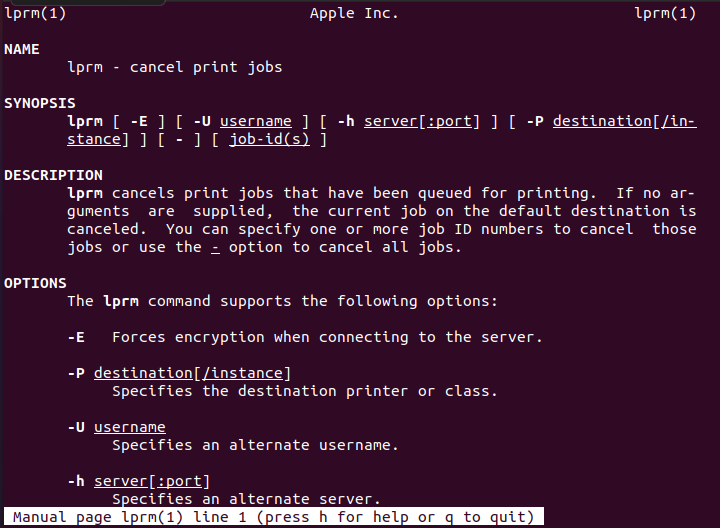 lprm(1) Apple Inc. lprm(1)
NAME
lprm - cancel print jobs
SYNOPSIS
lprm [ -E ] [ -U username ] [ -h server[:port] ] [ -P destination[/in-
stance] ] [ - ] [ job-id(s) ]
DESCRIPTION
lprm cancels print jobs that have been queued for printing.  If no ar-
guments  are  supplied,  the current job on the default destination is
canceled.  You can specify one or more job ID numbers to cancel  those
jobs or use the - option to cancel all jobs.
OPTIONS
The lprm command supports the following options:
-E   Forces encryption when connecting to the server.
-P destination[/instance]
Specifies the destination printer or class.
-U username
Specifies an alternate username.
-h server[:port]
Specifies an alternate server.
Manual page lprm(1) line 1 (press h for help or q to quit)